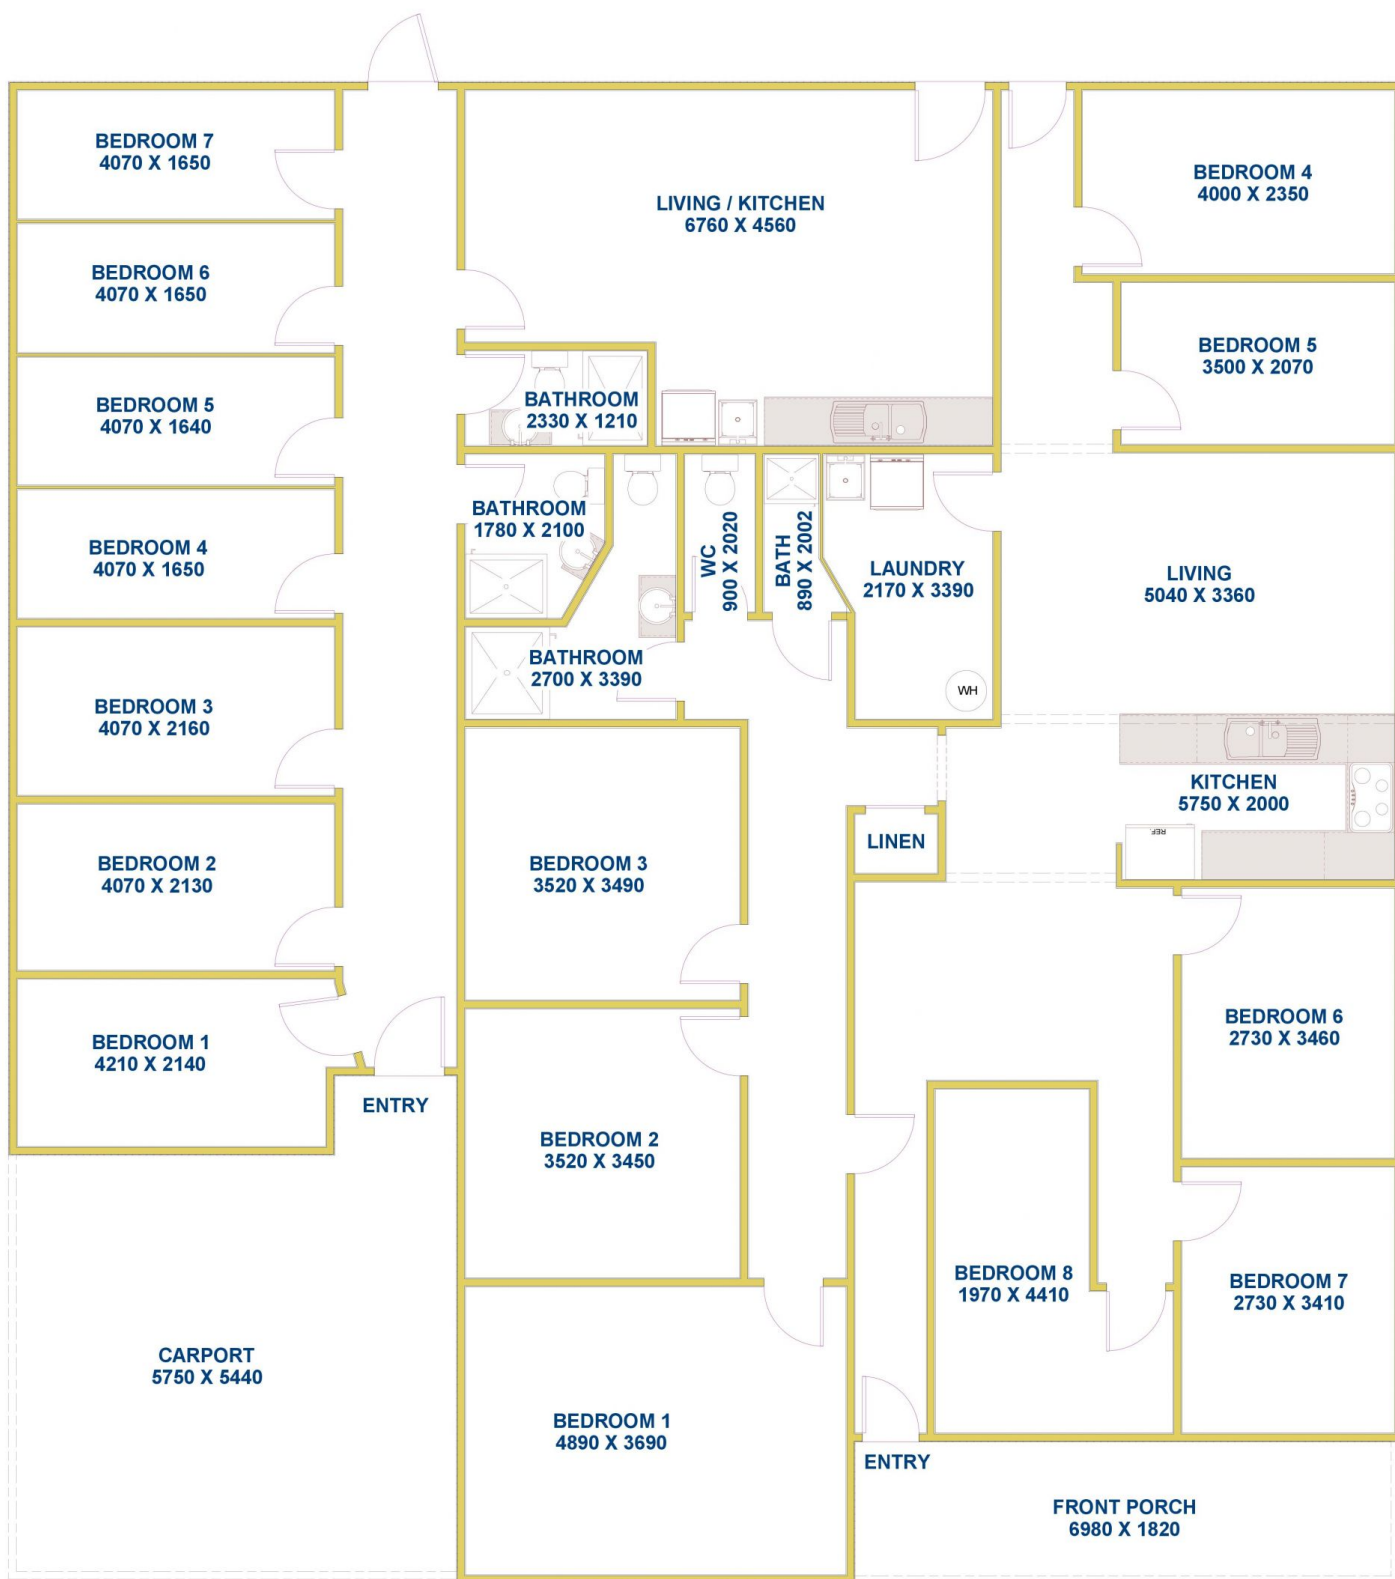 BEDROOM 7
4070 X 1650
BEDROOM 6
4070 X 1650
BEDROOM 5
4070 X 1640
BEDROOM 4
4070 X 1650
BEDROOM 3
4070 X 2160
BEDROOM 2
4070 X 2130
BEDROOM 1
4210 X 2140
ENTRY
CARPORT
5750 X 5440
LIVING / KITCHEN
6760 X 4560
BATHROOM
2330 X 1210
BATHROOM
1780 X 2100
BATHROOM
2700 X 3390
WC
900 X 2020
BATH
890 X 2002
LAUNDRY
2170 X 3390
WH
BEDROOM 3
3520 X 3490
LINEN
BEDROOM 2
3520 X 3450
BEDROOM 1
4890 X 3690
BEDROOM 4
4000 X 2350
BEDROOM 5
3500 X 2070
LIVING
5040 X 3360
KITCHEN
5750 X 2000
REF.
BEDROOM 6
2730 X 3460
BEDROOM 8
1970 X 4410
BEDROOM 7
2730 X 3410
ENTRY
FRONT PORCH
6980 X 1820